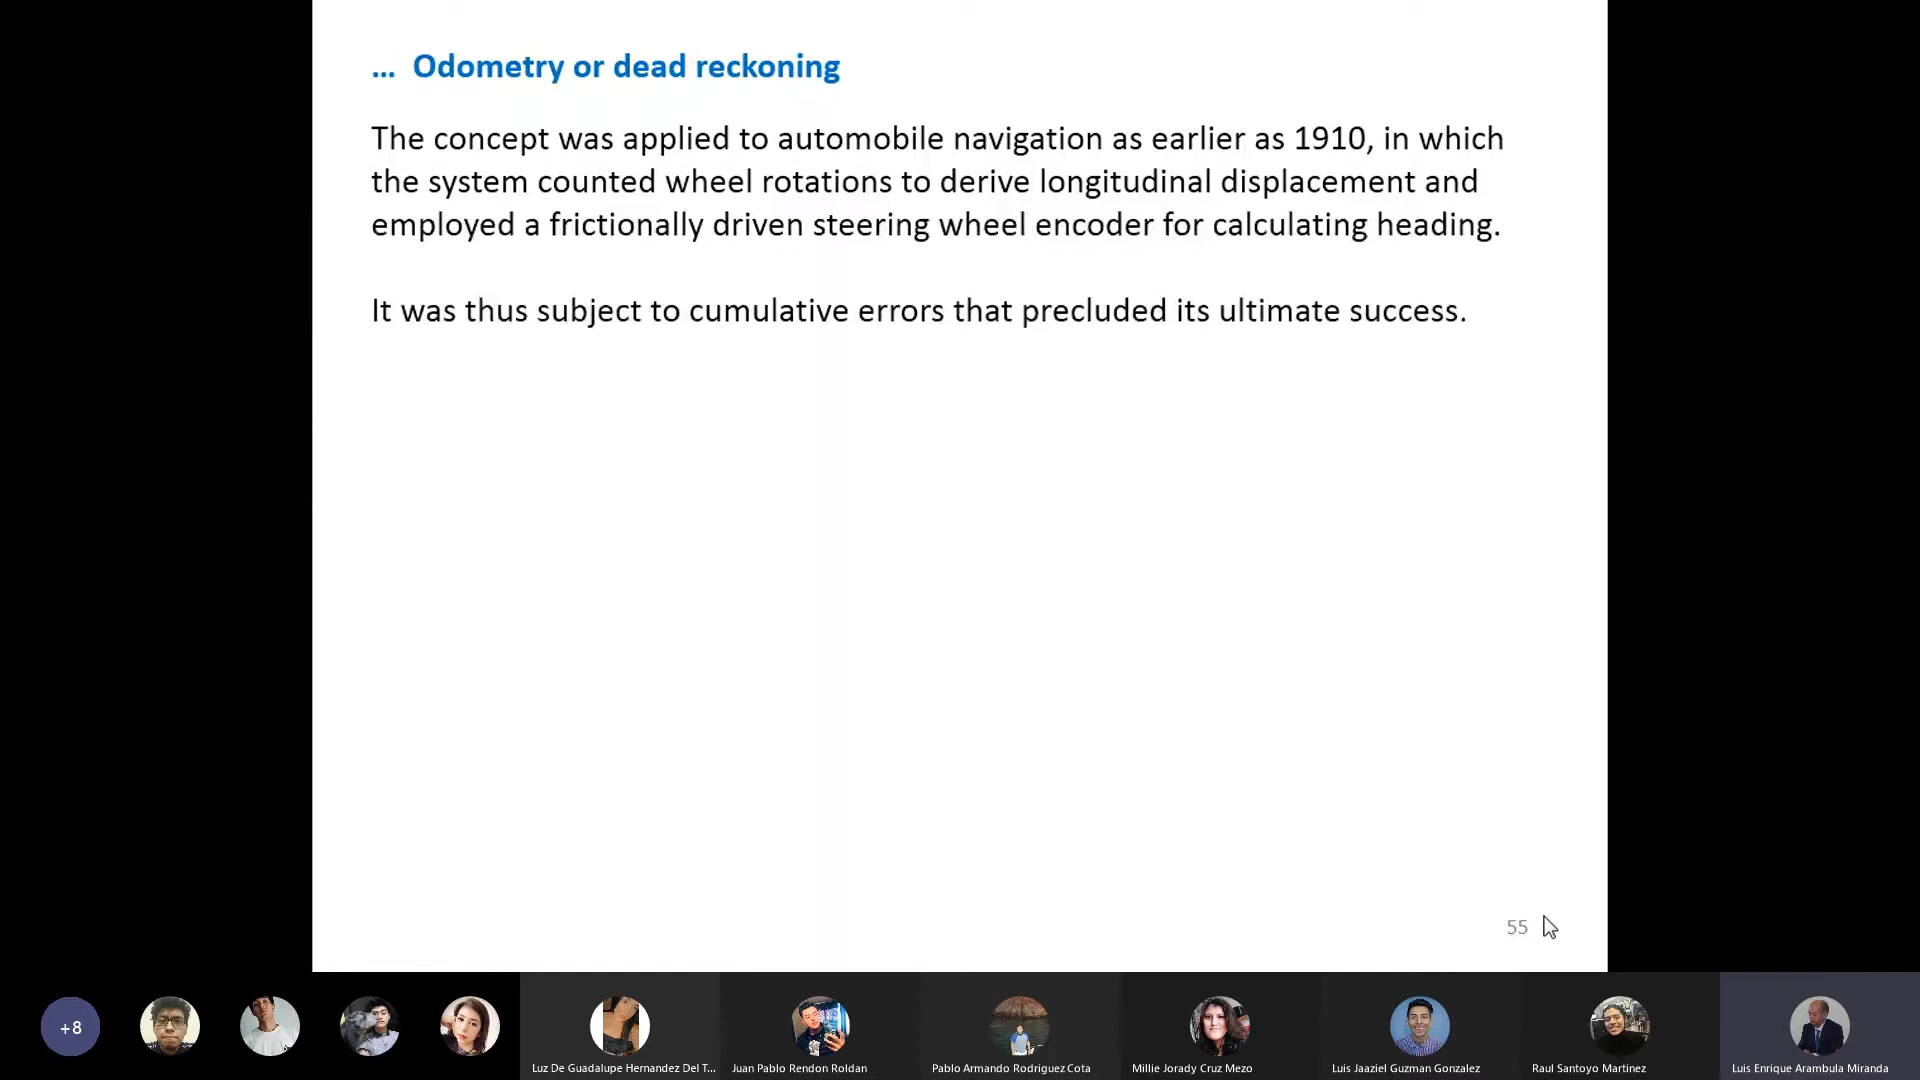 ... Odometry or dead reckoning
The concept was applied to automobile navigation as earlier as 1910, in which
the system counted wheel rotations to derive longitudinal displacement and
employed a frictionally driven steering wheel encoder for calculating heading.
It was thus subject to cumulative errors that precluded its ultimate success.
55
+8
Luz De Guadalupe Hernandez Del T...
Juan Pablo Rendon Roldan
Pablo Armando Rodriguez Cota
Millie Jorady Cruz Mezo
Luis Jaaziel Guzman Gonzalez
Raul Santoyo Martinez
Luis Enrique Arambula Miranda